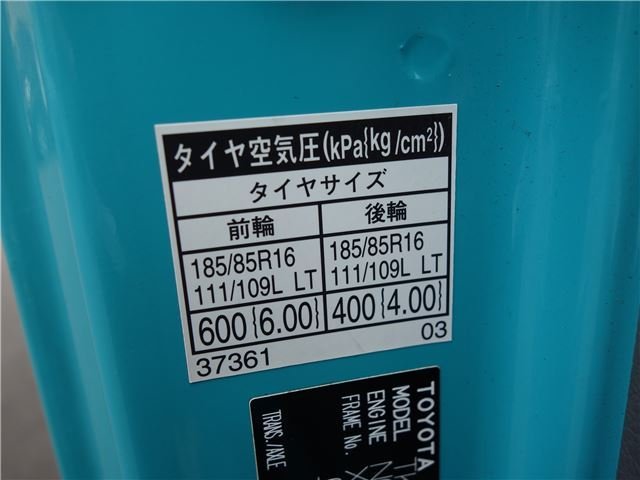 タイヤ空気圧(kPa{kg/cm²})
タイヤサイズ
前輪 後輪
185/85R16 185/85R16
111/109L LT 111/109L LT
600{6.00} 400{4.00}
37361 03
TOYOTA
MODEL
ENGINE
FRAME No.
TRANS./AXLE